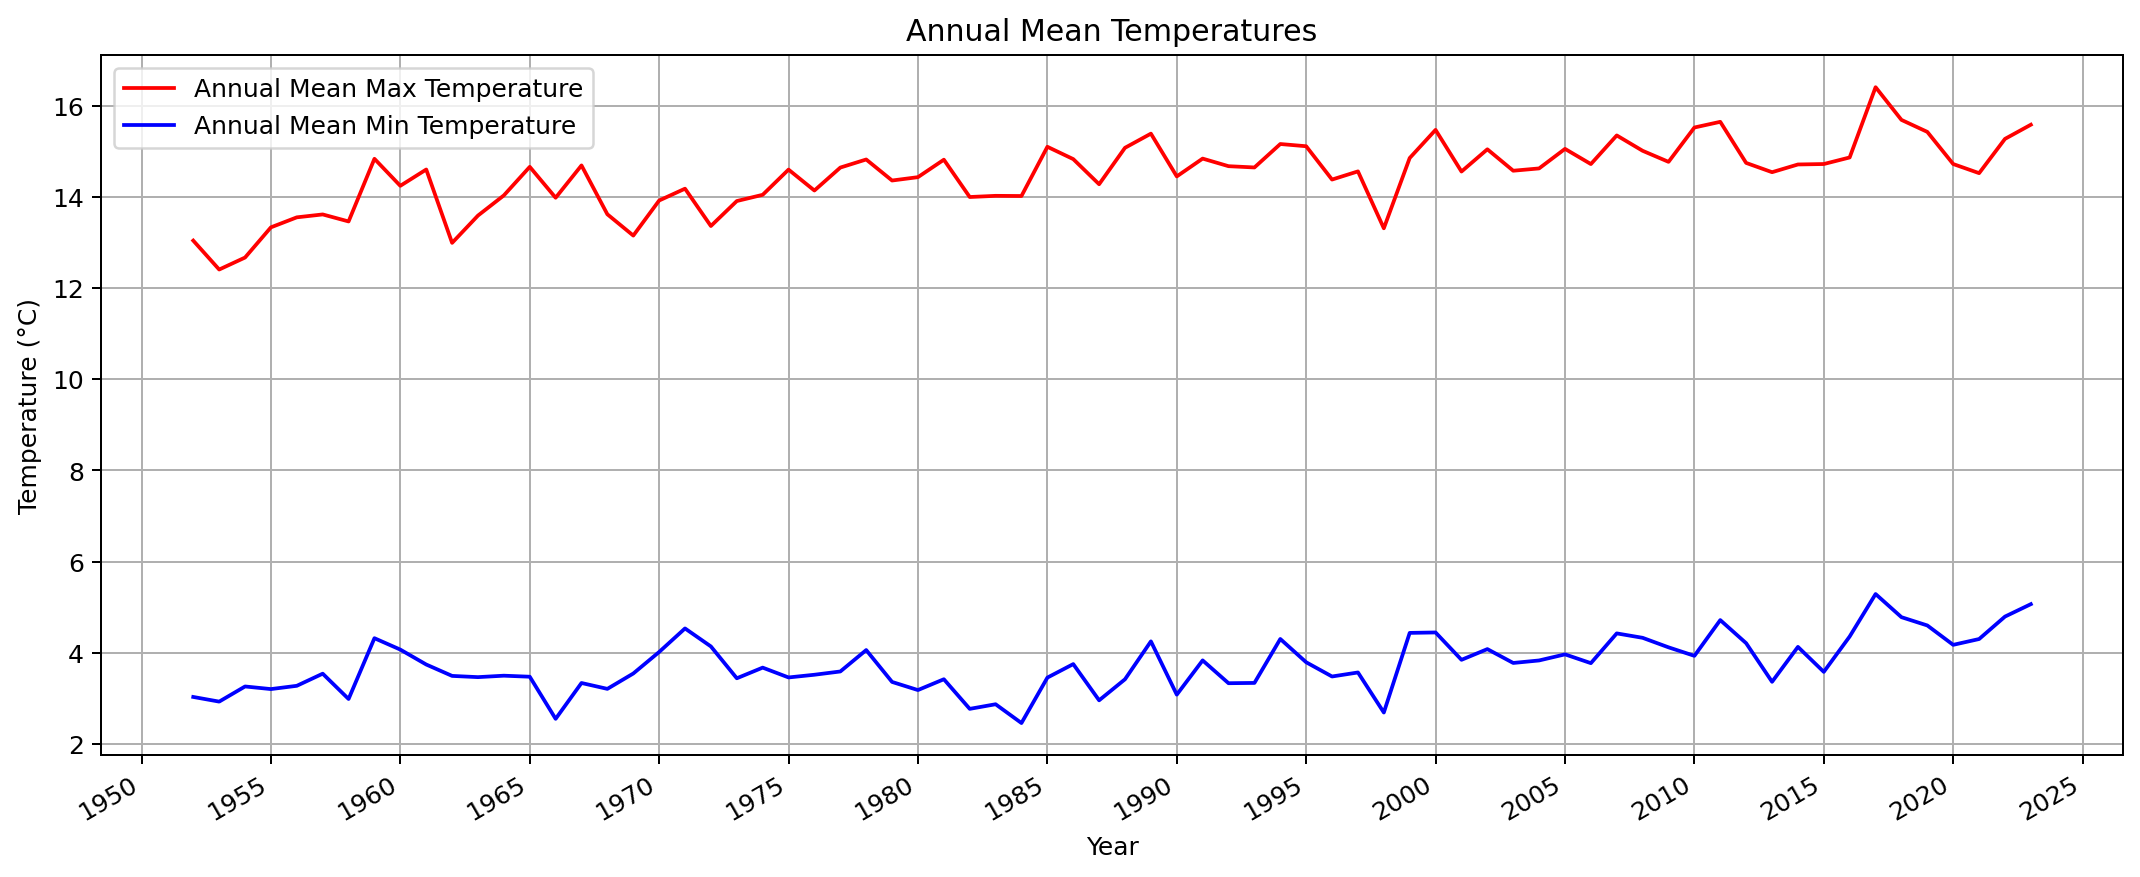 Annual Mean Temperatures
Annual Mean Max Temperature
Annual Mean Min Temperature
Temperature (°C)
16
14
12
10
8
6
4
2
1950 1955 1960 1965 1970 1975 1980 1985 1990 1995 2000 2005 2010 2015 2020 2025
Year